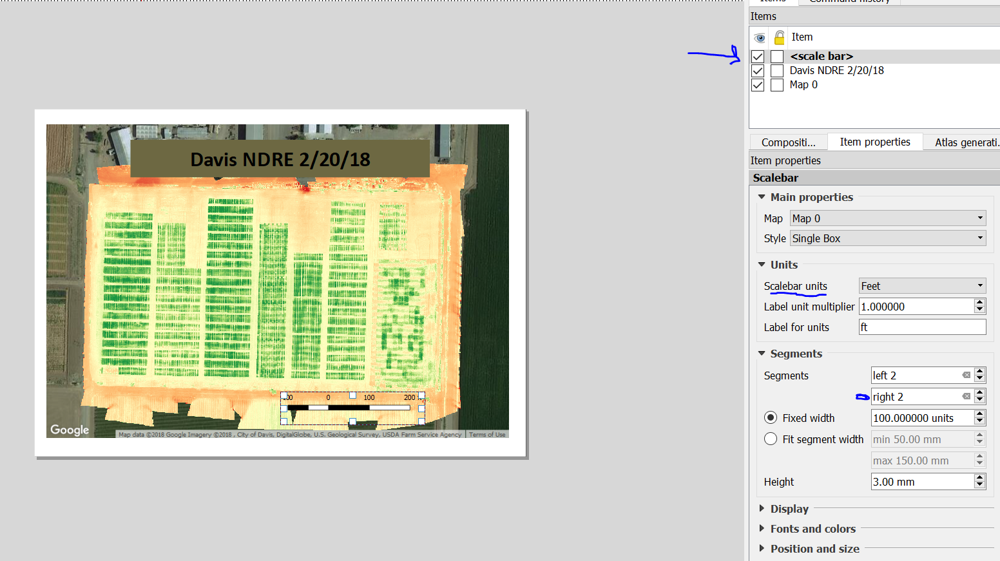 Items Command history
Items
Item
<scale bar>
Davis NDRE 2/20/18
Map 0
Compositi... Item properties Atlas generati.
Item properties
Scalebar
Main properties
Map Map 0
Style Single Box
Units
Scalebar units Feet
Label unit multiplier 1.000000
Label for units ft
Segments
Segments left 2
right 2
Fixed width 100.000000 units
Fit segment width min 50.00 mm
max 150.00 mm
Height 3.00 mm
Display
Fonts and colors
Position and size
Davis NDRE 2/20/18
0 100 200
Google
Map data ©2018 Google Imagery ©2018 , City of Davis, DigitalGlobe, U.S. Geological Survey, USDA Farm Service Agency Terms of Use